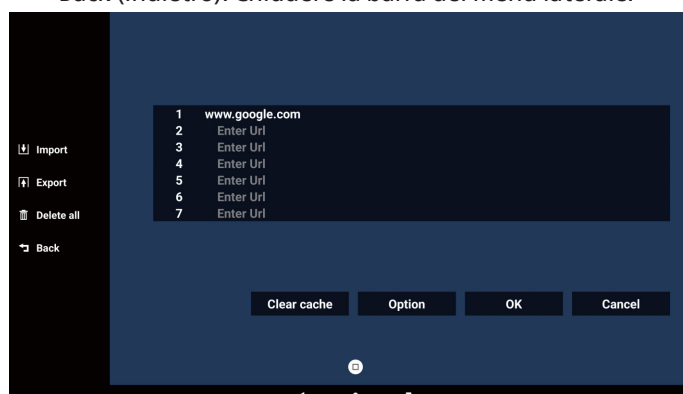 Back (Indietro): Chiudere la barra del menu laterale.
1 www.google.com
2 Enter Url
3 Enter Url
4 Enter Url
5 Enter Url
6 Enter Url
7 Enter Url
Import
Export
Delete all
Back
Clear cache Option OK Cancel